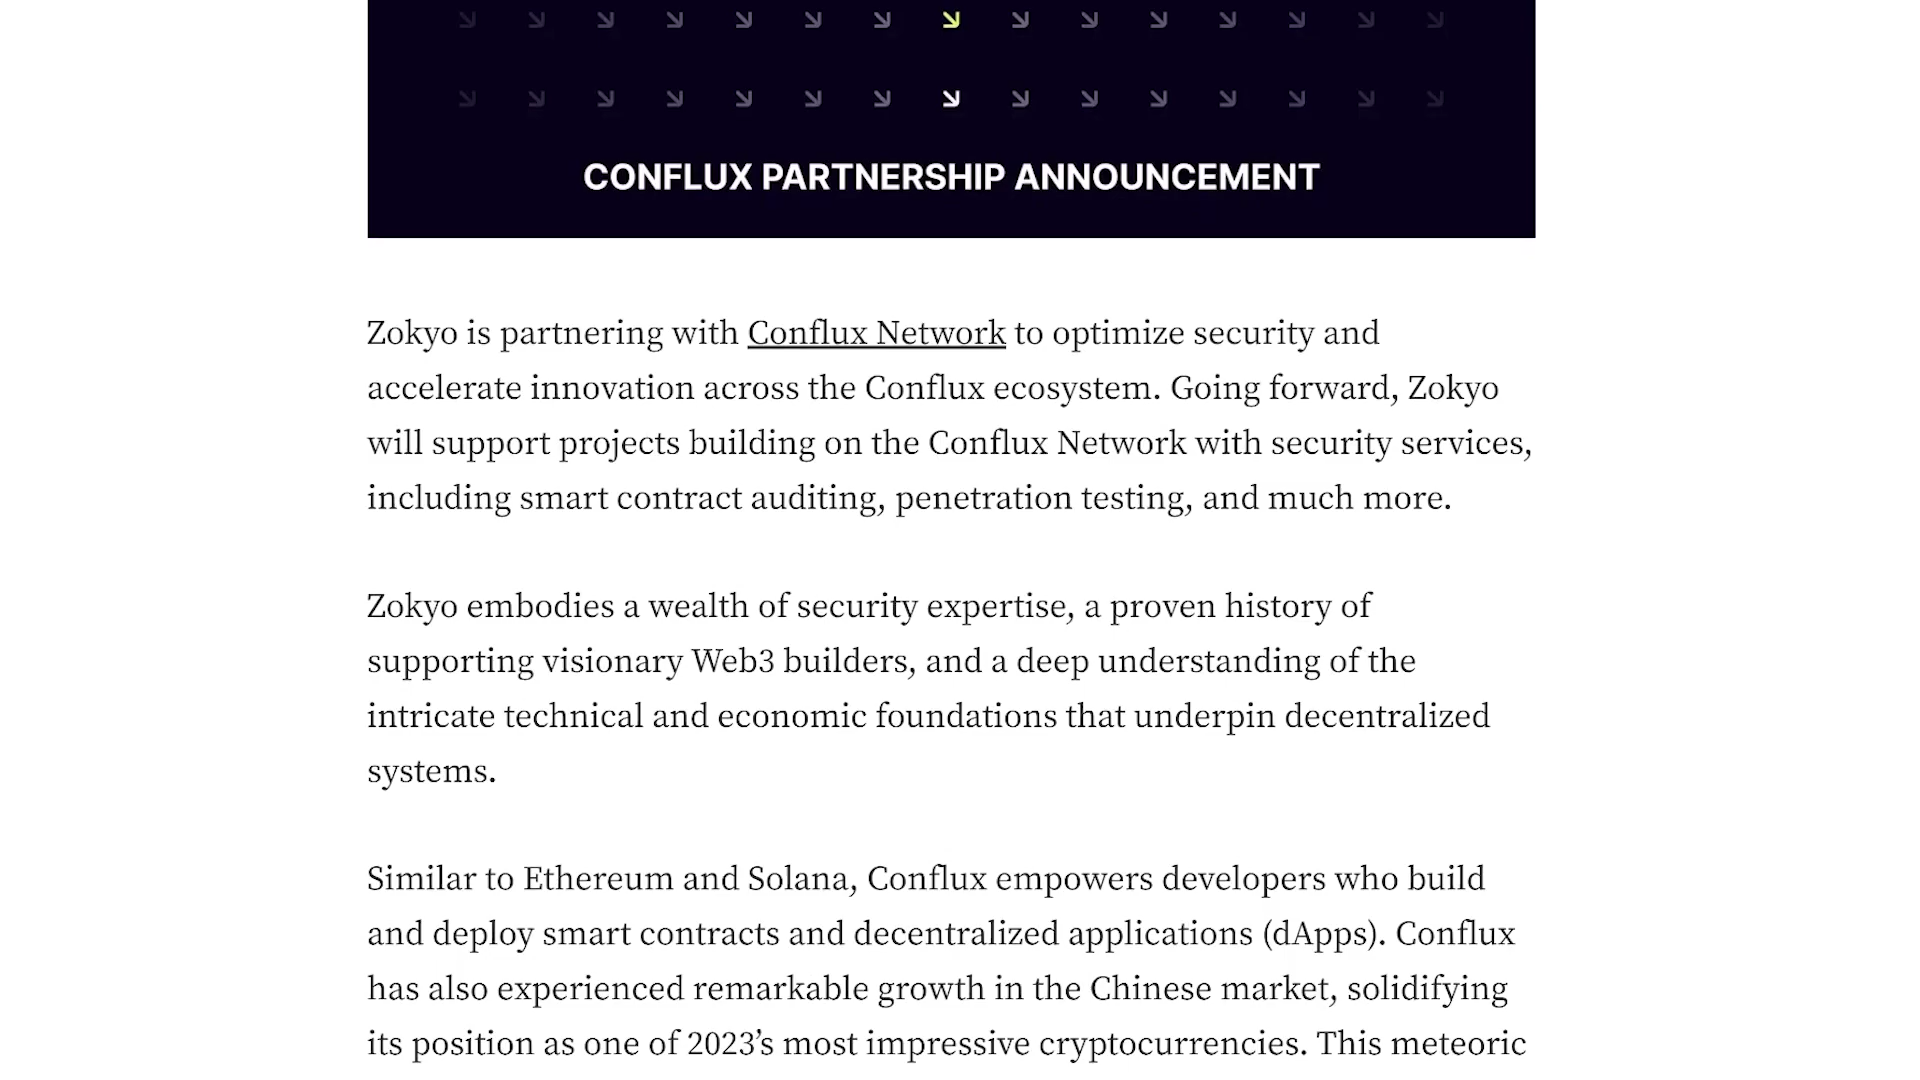 CONFLUX PARTNERSHIP ANNOUNCEMENT
Zokyo is partnering with Conflux Network to optimize security and
accelerate innovation across the Conflux ecosystem. Going forward, Zokyo
will support projects building on the Conflux Network with security services,
including smart contract auditing, penetration testing, and much more.
Zokyo embodies a wealth of security expertise, a proven history of
supporting visionary Web3 builders, and a deep understanding of the
intricate technical and economic foundations that underpin decentralized
systems.
Similar to Ethereum and Solana, Conflux empowers developers who build
and deploy smart contracts and decentralized applications (dApps). Conflux
has also experienced remarkable growth in the Chinese market, solidifying
its position as one of 2023’s most impressive cryptocurrencies. This meteoric